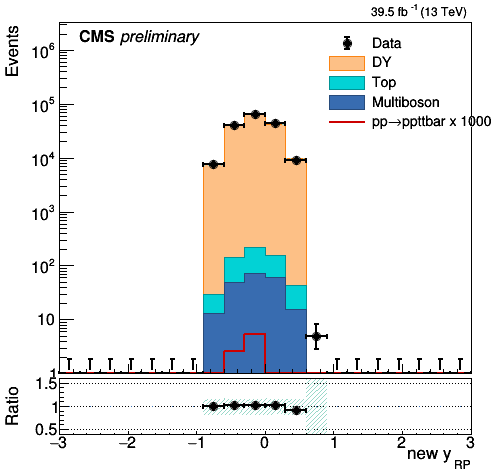 39.5 fb⁻¹ (13 TeV)
CMS preliminary
Events
10⁶
10⁵
10⁴
10³
10²
10
1
Data
DY
Top
Multiboson
pp→ppttbar x 1000
Ratio
1.5
1
0.5
−3 −2 −1 0 1 2 3
new y_RP